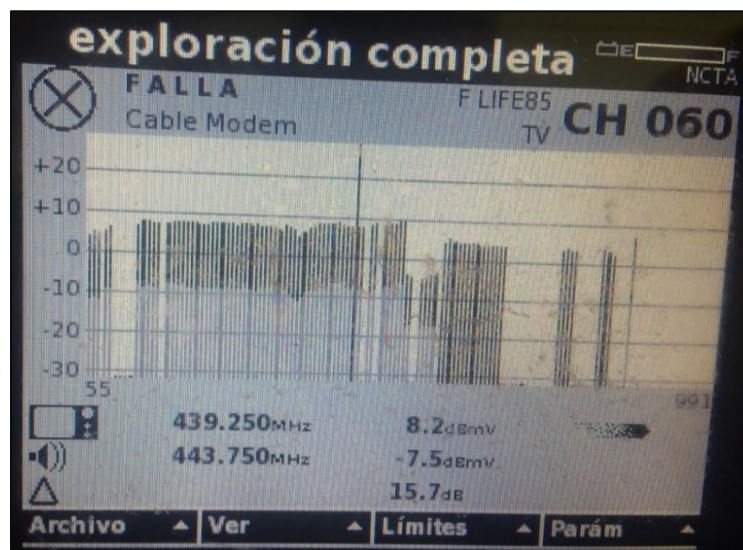 exploración completa E F
NCTA
FALLA F LIFE85
Cable Modem TV CH 060
+20
+10
0
-10
-20
-30
55 991
439.250MHz 8.2dBmV
443.750MHz -7.5dBmV
Δ 15.7dB
Archivo Ver Límites Parám